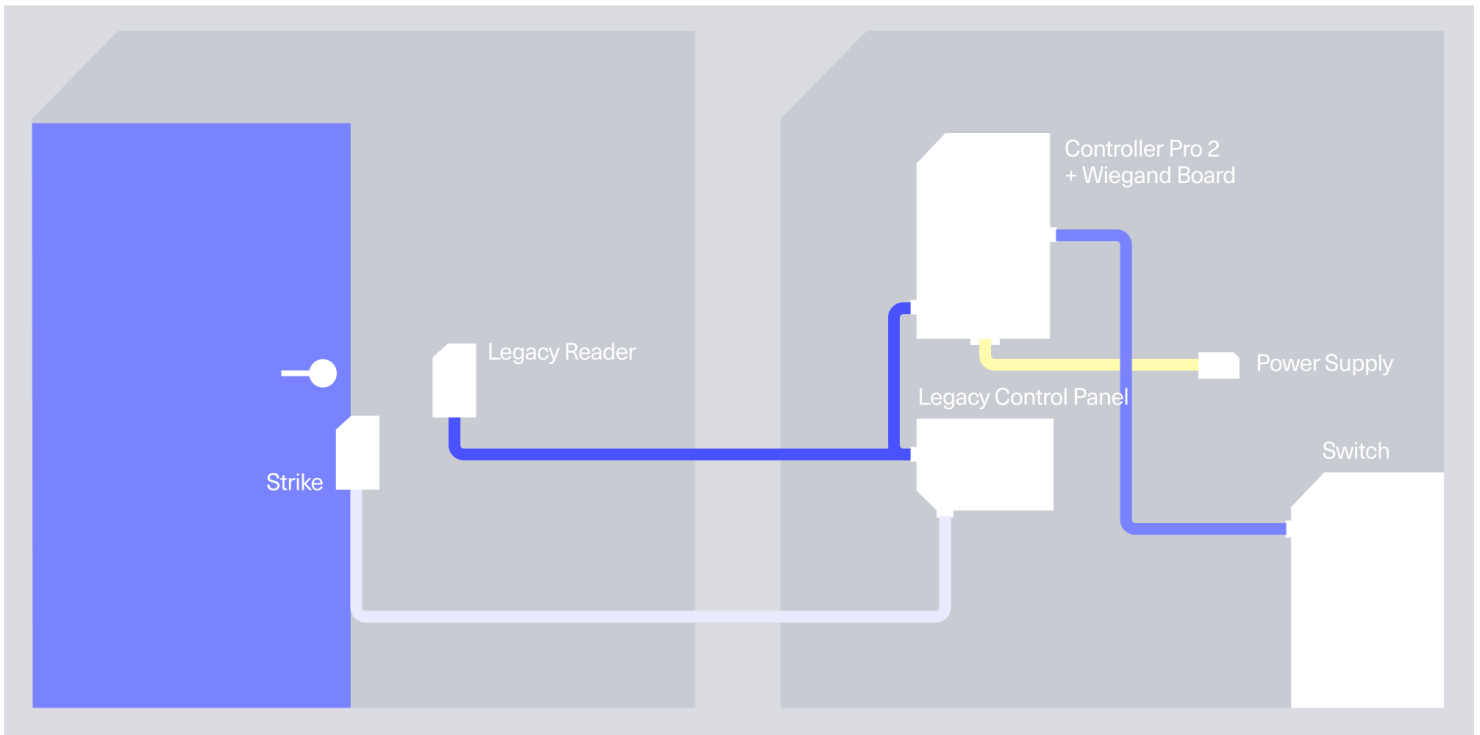 Controller Pro 2
+ Wiegand Board
Legacy Reader
Power Supply
Legacy Control Panel
Switch
Strike